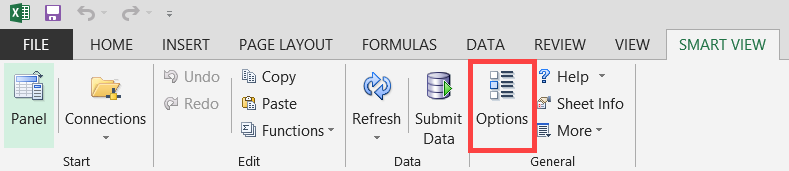 FILE HOME INSERT PAGE LAYOUT FORMULAS DATA REVIEW VIEW SMART VIEW
Panel
Connections
Start
Undo
Redo
Copy
Paste
Functions
Edit
Refresh
Submit
Data
Data
Options
Help
Sheet Info
More
General